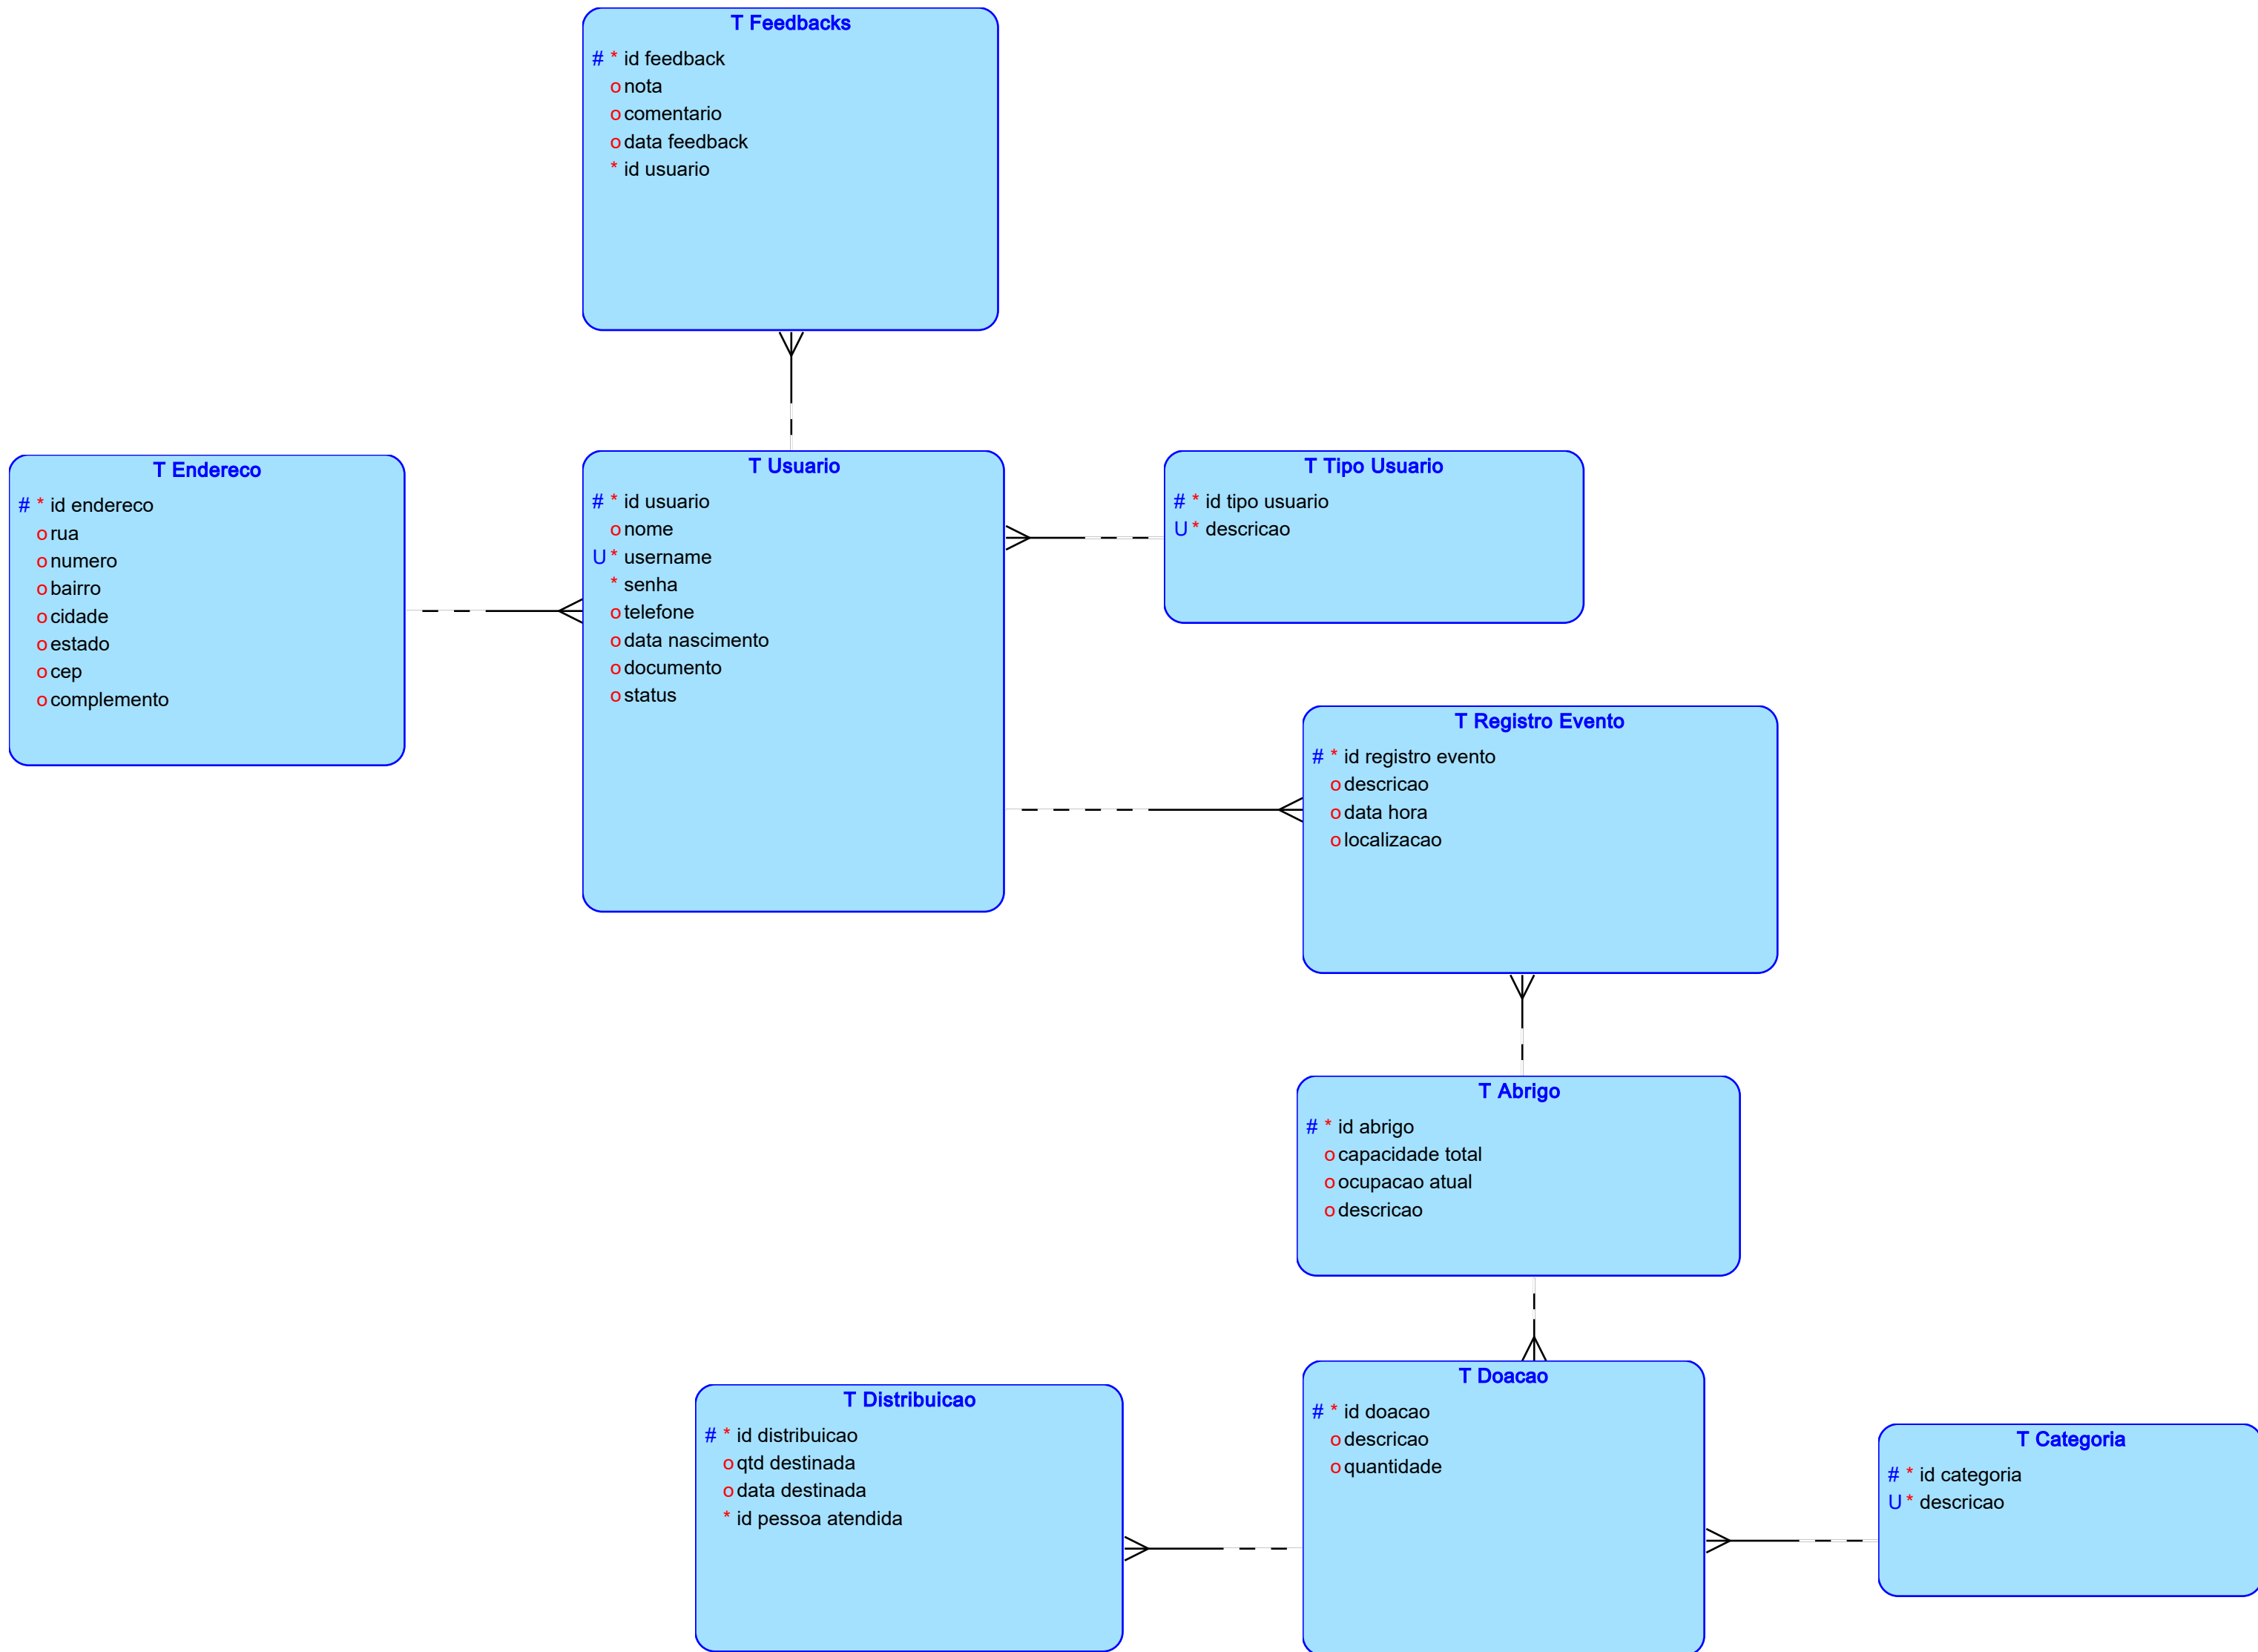 T Feedbacks
# * id feedback
o nota
o comentario
o data feedback
* id usuario
T Endereco
# * id endereco
o rua
o numero
o bairro
o cidade
o estado
o cep
o complemento
T Usuario
# * id usuario
o nome
U * username
* senha
o telefone
o data nascimento
o documento
o status
T Tipo Usuario
# * id tipo usuario
U * descricao
T Registro Evento
# * id registro evento
o descricao
o data hora
o localizacao
T Abrigo
# * id abrigo
o capacidade total
o ocupacao atual
o descricao
T Distribuicao
# * id distribuicao
o qtd destinada
o data destinada
* id pessoa atendida
T Doacao
# * id doacao
o descricao
o quantidade
T Categoria
# * id categoria
U * descricao